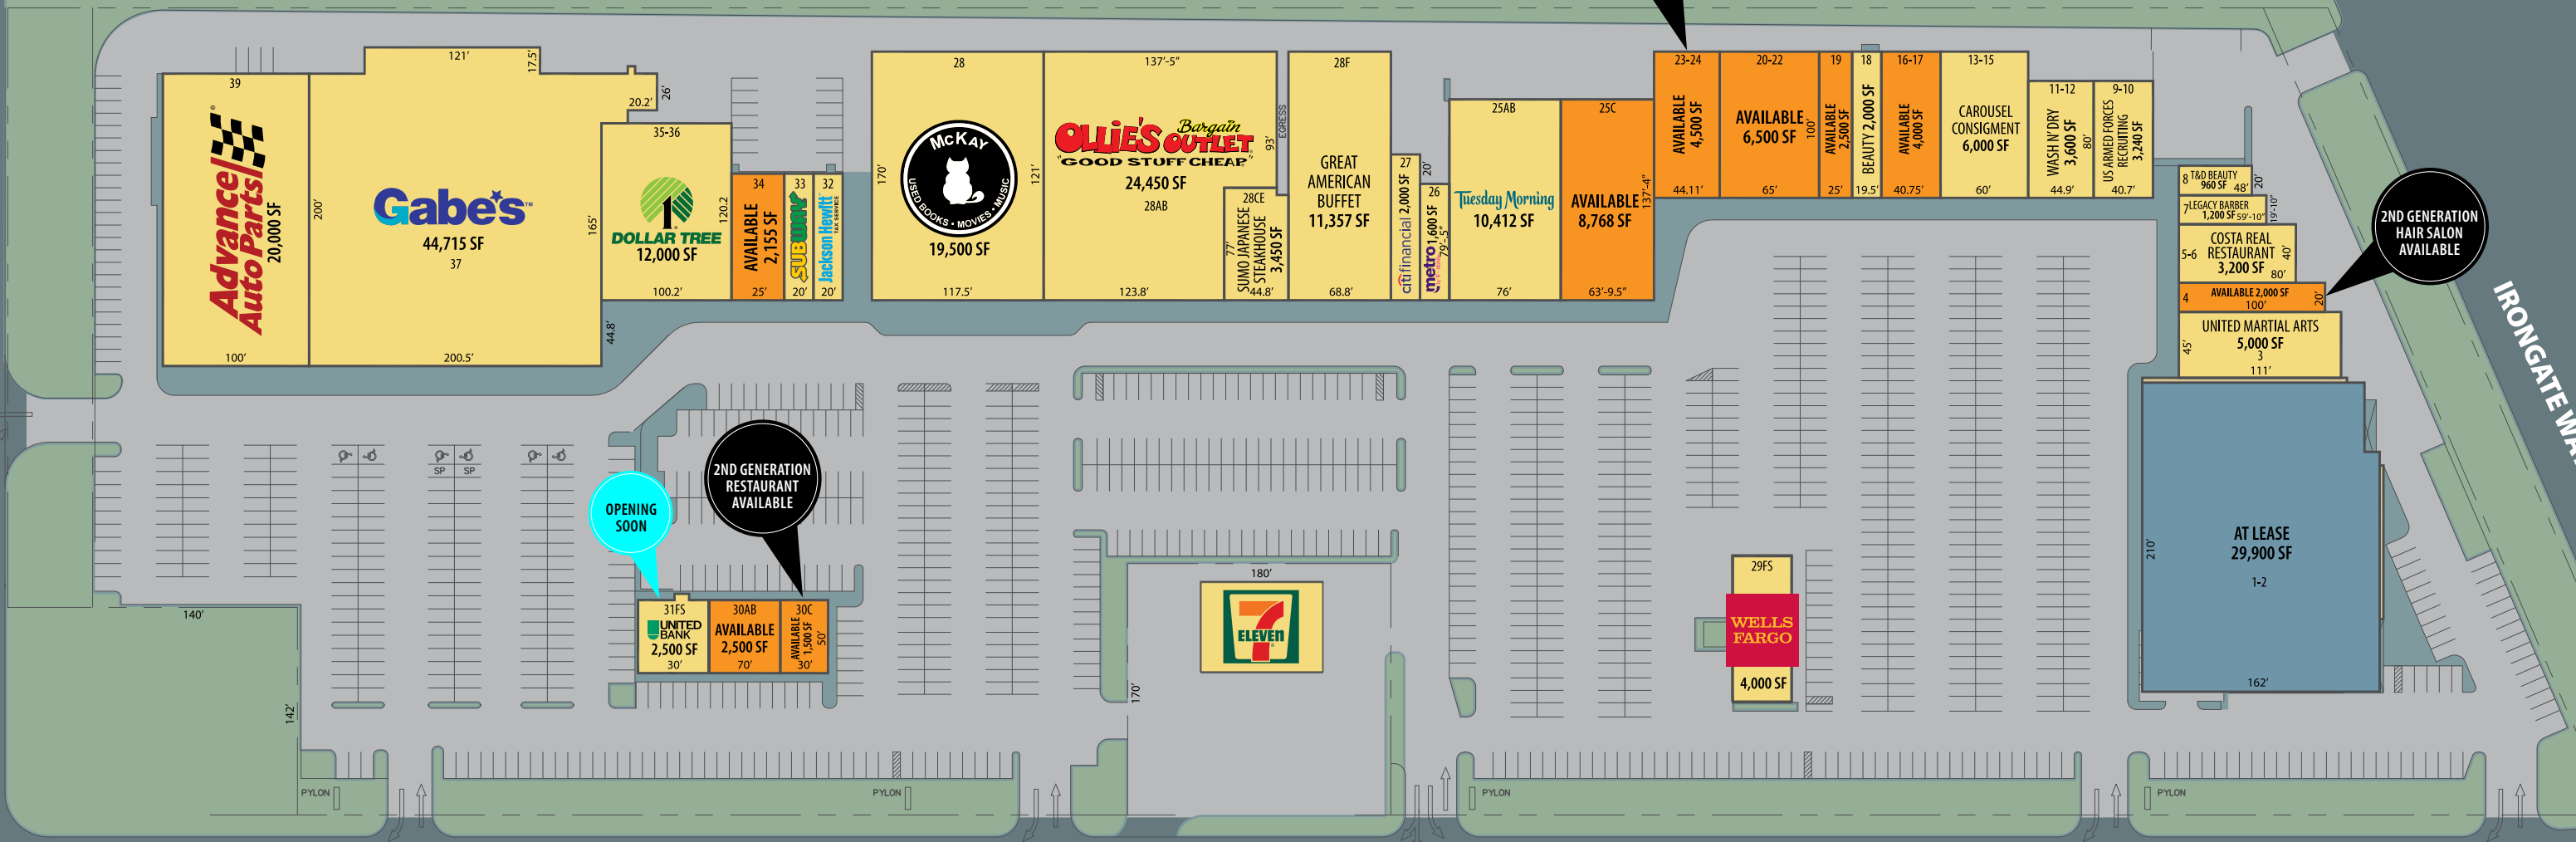 39
Advance
Auto Parts
®
20,000 SF
100'
200'
121'
17.5'
Gabe's™
44,715 SF
37
200.5'
20.2'
26'
165'
44.8'
35-36
DOLLAR TREE
12,000 SF
120.2
100.2'
34
AVAILABLE
2,155 SF
25'
33
SUBWAY
20'
32
Jackson Hewitt
TAX SERVICE
20'
28
170'
McKAY
USED BOOKS • MOVIES • MUSIC
19,500 SF
117.5'
121'
137'-5"
OLLiE'S Bargain OUTLET
"GOOD STUFF CHEAP"
24,450 SF
28AB
93'
123.8'
EGRESS
28CE
77'
SUMO JAPANESE
STEAKHOUSE
3,450 SF
44.8'
28F
GREAT
AMERICAN
BUFFET
11,357 SF
68.8'
27
citifinancial 2,000 SF
20'
26
metro 1,600 SF
79'-5"
25AB
Tuesday Morning
10,412 SF
76'
25C
AVAILABLE
8,768 SF
137'-4"
63'-9.5"
23-24
AVAILABLE
4,500 SF
44.11'
20-22
AVAILABLE
6,500 SF
100'
65'
19
AVAILABLE
2,500 SF
25'
18
BEAUTY 2,000 SF
19.5'
16-17
AVAILABLE
4,000 SF
40.75'
13-15
CAROUSEL
CONSIGNMENT
6,000 SF
60'
11-12
WASH N' DRY
3,600 SF
80'
44.9'
9-10
US ARMED FORCES
RECRUITING
3,240 SF
40.7'
8 T&D BEAUTY
960 SF 48'
20'
7 LEGACY BARBER
1,200 SF 59'-10"
19'-10"
5-6
COSTA REAL
RESTAURANT
3,200 SF
40'
80'
4
AVAILABLE 2,000 SF
100'
20'
2ND GENERATION
HAIR SALON
AVAILABLE
UNITED MARTIAL ARTS
5,000 SF
3
45'
111'
IRONGATE WA
AT LEASE
29,900 SF
1-2
210'
162'
SP
SP
OPENING
SOON
2ND GENERATION
RESTAURANT
AVAILABLE
31FS
UNITED
BANK
2,500 SF
30'
30AB
AVAILABLE
2,500 SF
70'
30C
AVAILABLE
1,500 SF
50'
30'
180'
170'
7
ELEVEN
29FS
WELLS
FARGO
4,000 SF
140'
142'
PYLON
PYLON
PYLON
PYLON